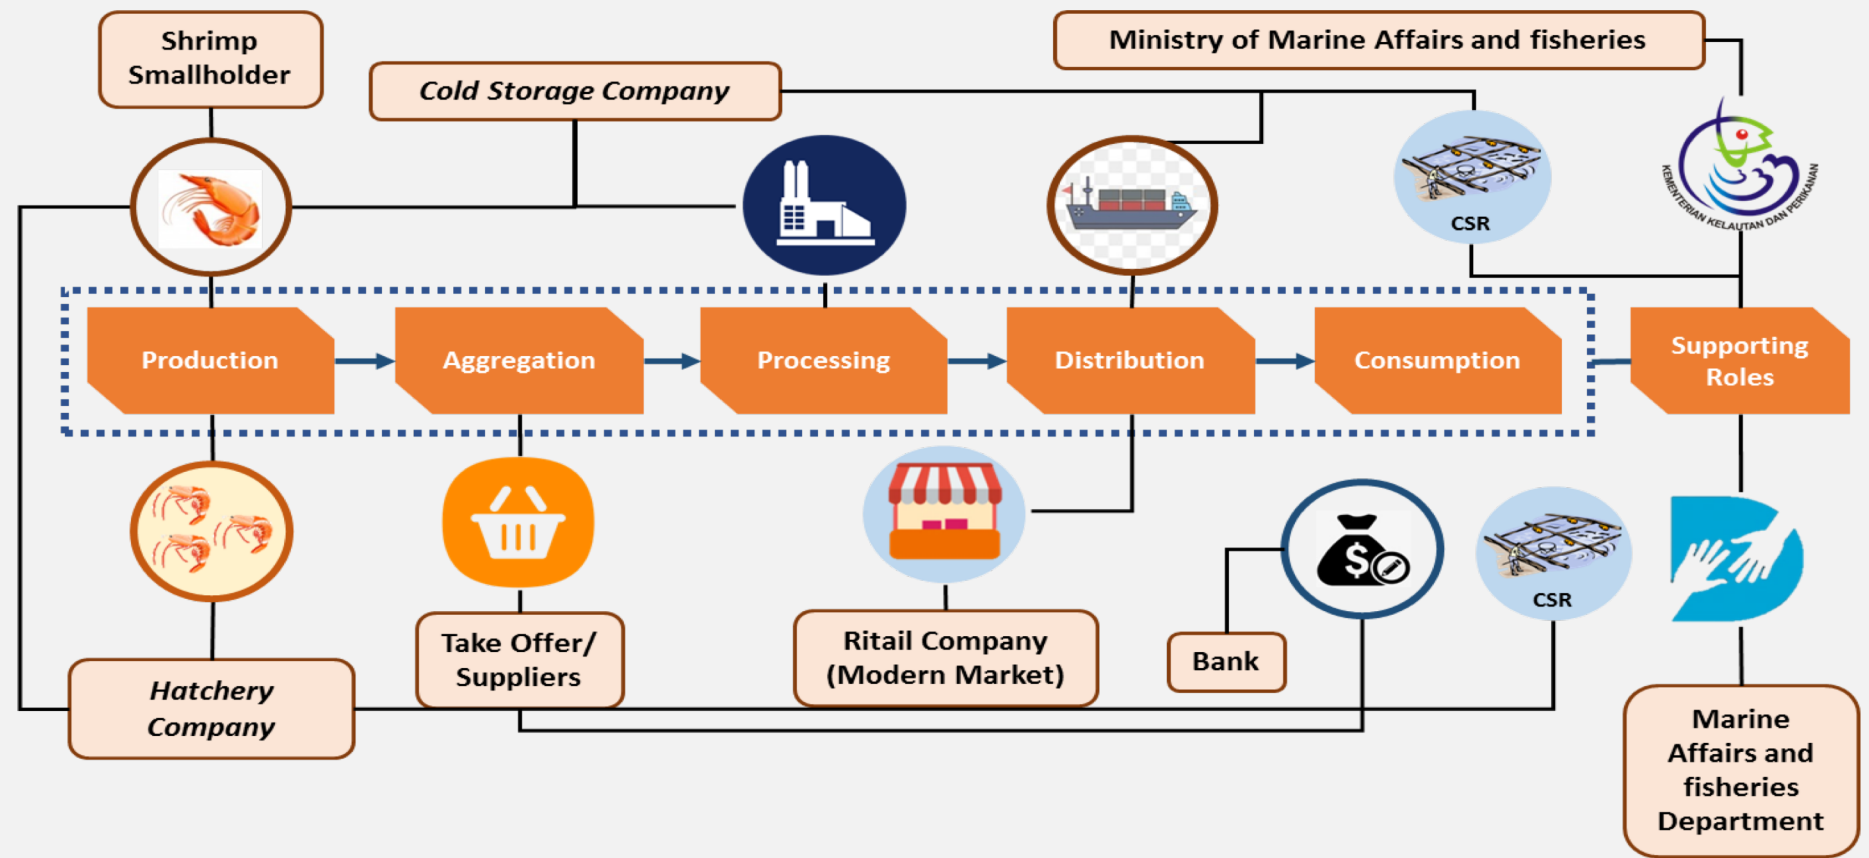 Shrimp
Smallholder
Cold Storage Company
Ministry of Marine Affairs and fisheries
CSR
KEMENTERIAN KELAUTAN DAN PERIKANAN
Production
Aggregation
Processing
Distribution
Consumption
Supporting
Roles
$
CSR
Take Offer/
Suppliers
Ritail Company
(Modern Market)
Bank
Hatchery
Company
Marine
Affairs and
fisheries
Department